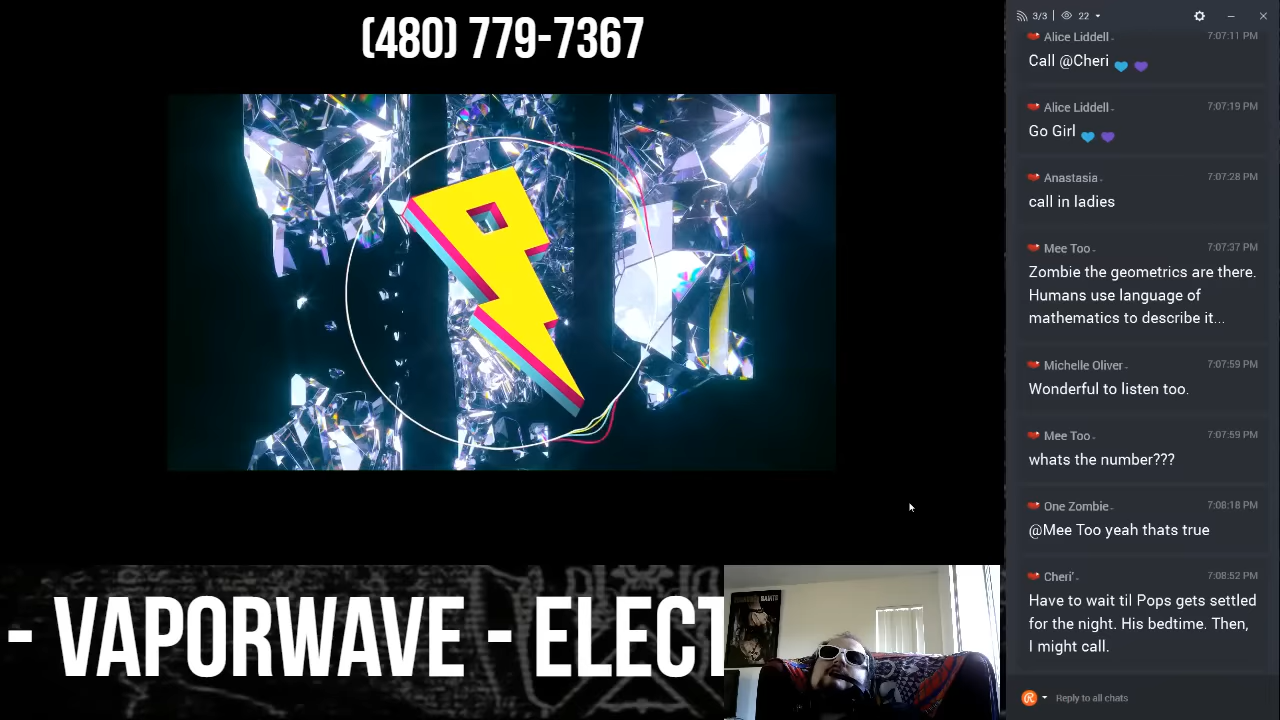 (480) 779-7367
- VAPORWAVE - ELECT
3/3
22
Alice Liddell - 7:07:11 PM
Call @Cheri
Alice Liddell - 7:07:19 PM
Go Girl
Anastasia - 7:07:28 PM
call in ladies
Mee Too - 7:07:37 PM
Zombie the geometrics are there.
Humans use language of
mathematics to describe it...
Michelle Oliver - 7:07:59 PM
Wonderful to listen too.
Mee Too - 7:07:59 PM
whats the number???
One Zombie - 7:08:18 PM
@Mee Too yeah thats true
Cheri' - 7:08:52 PM
Have to wait til Pops gets settled
for the night. His bedtime. Then,
I might call.
Reply to all chats